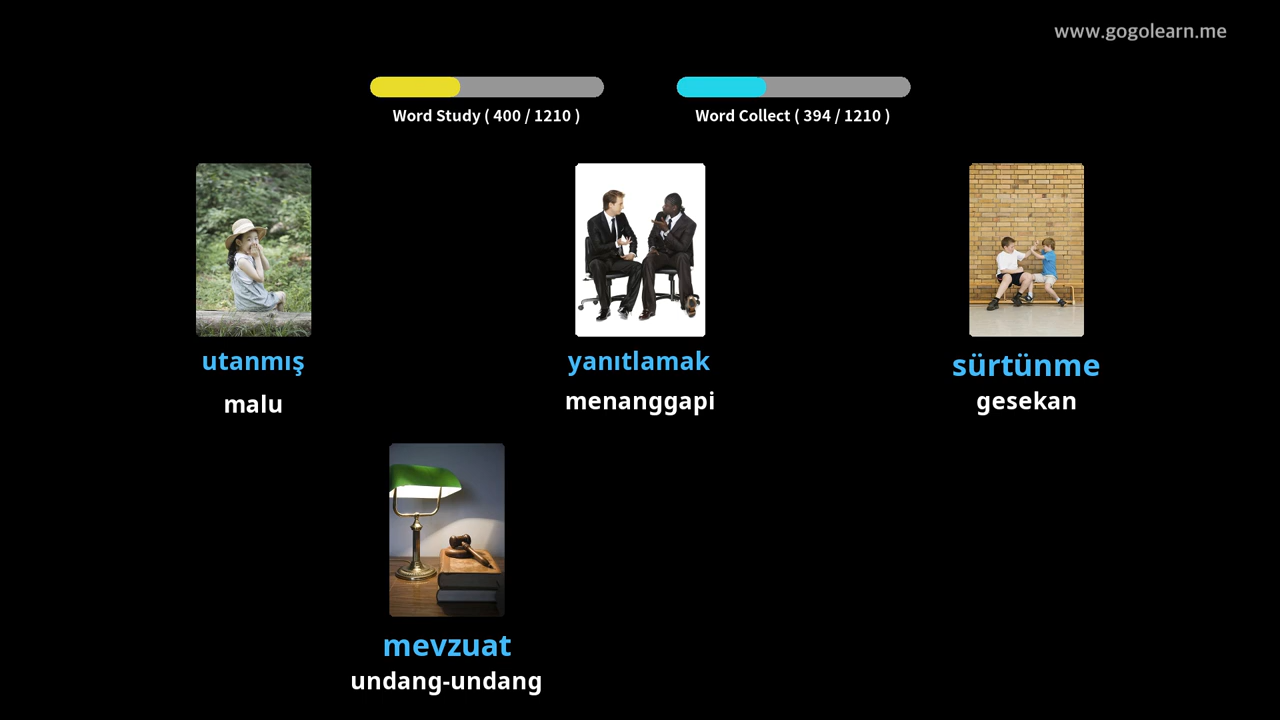 www.gogolearn.me
Word Study ( 400 / 1210 )
Word Collect ( 394 / 1210 )
utanmış
malu
yanıtlamak
menanggapi
sürtünme
gesekan
mevzuat
undang-undang